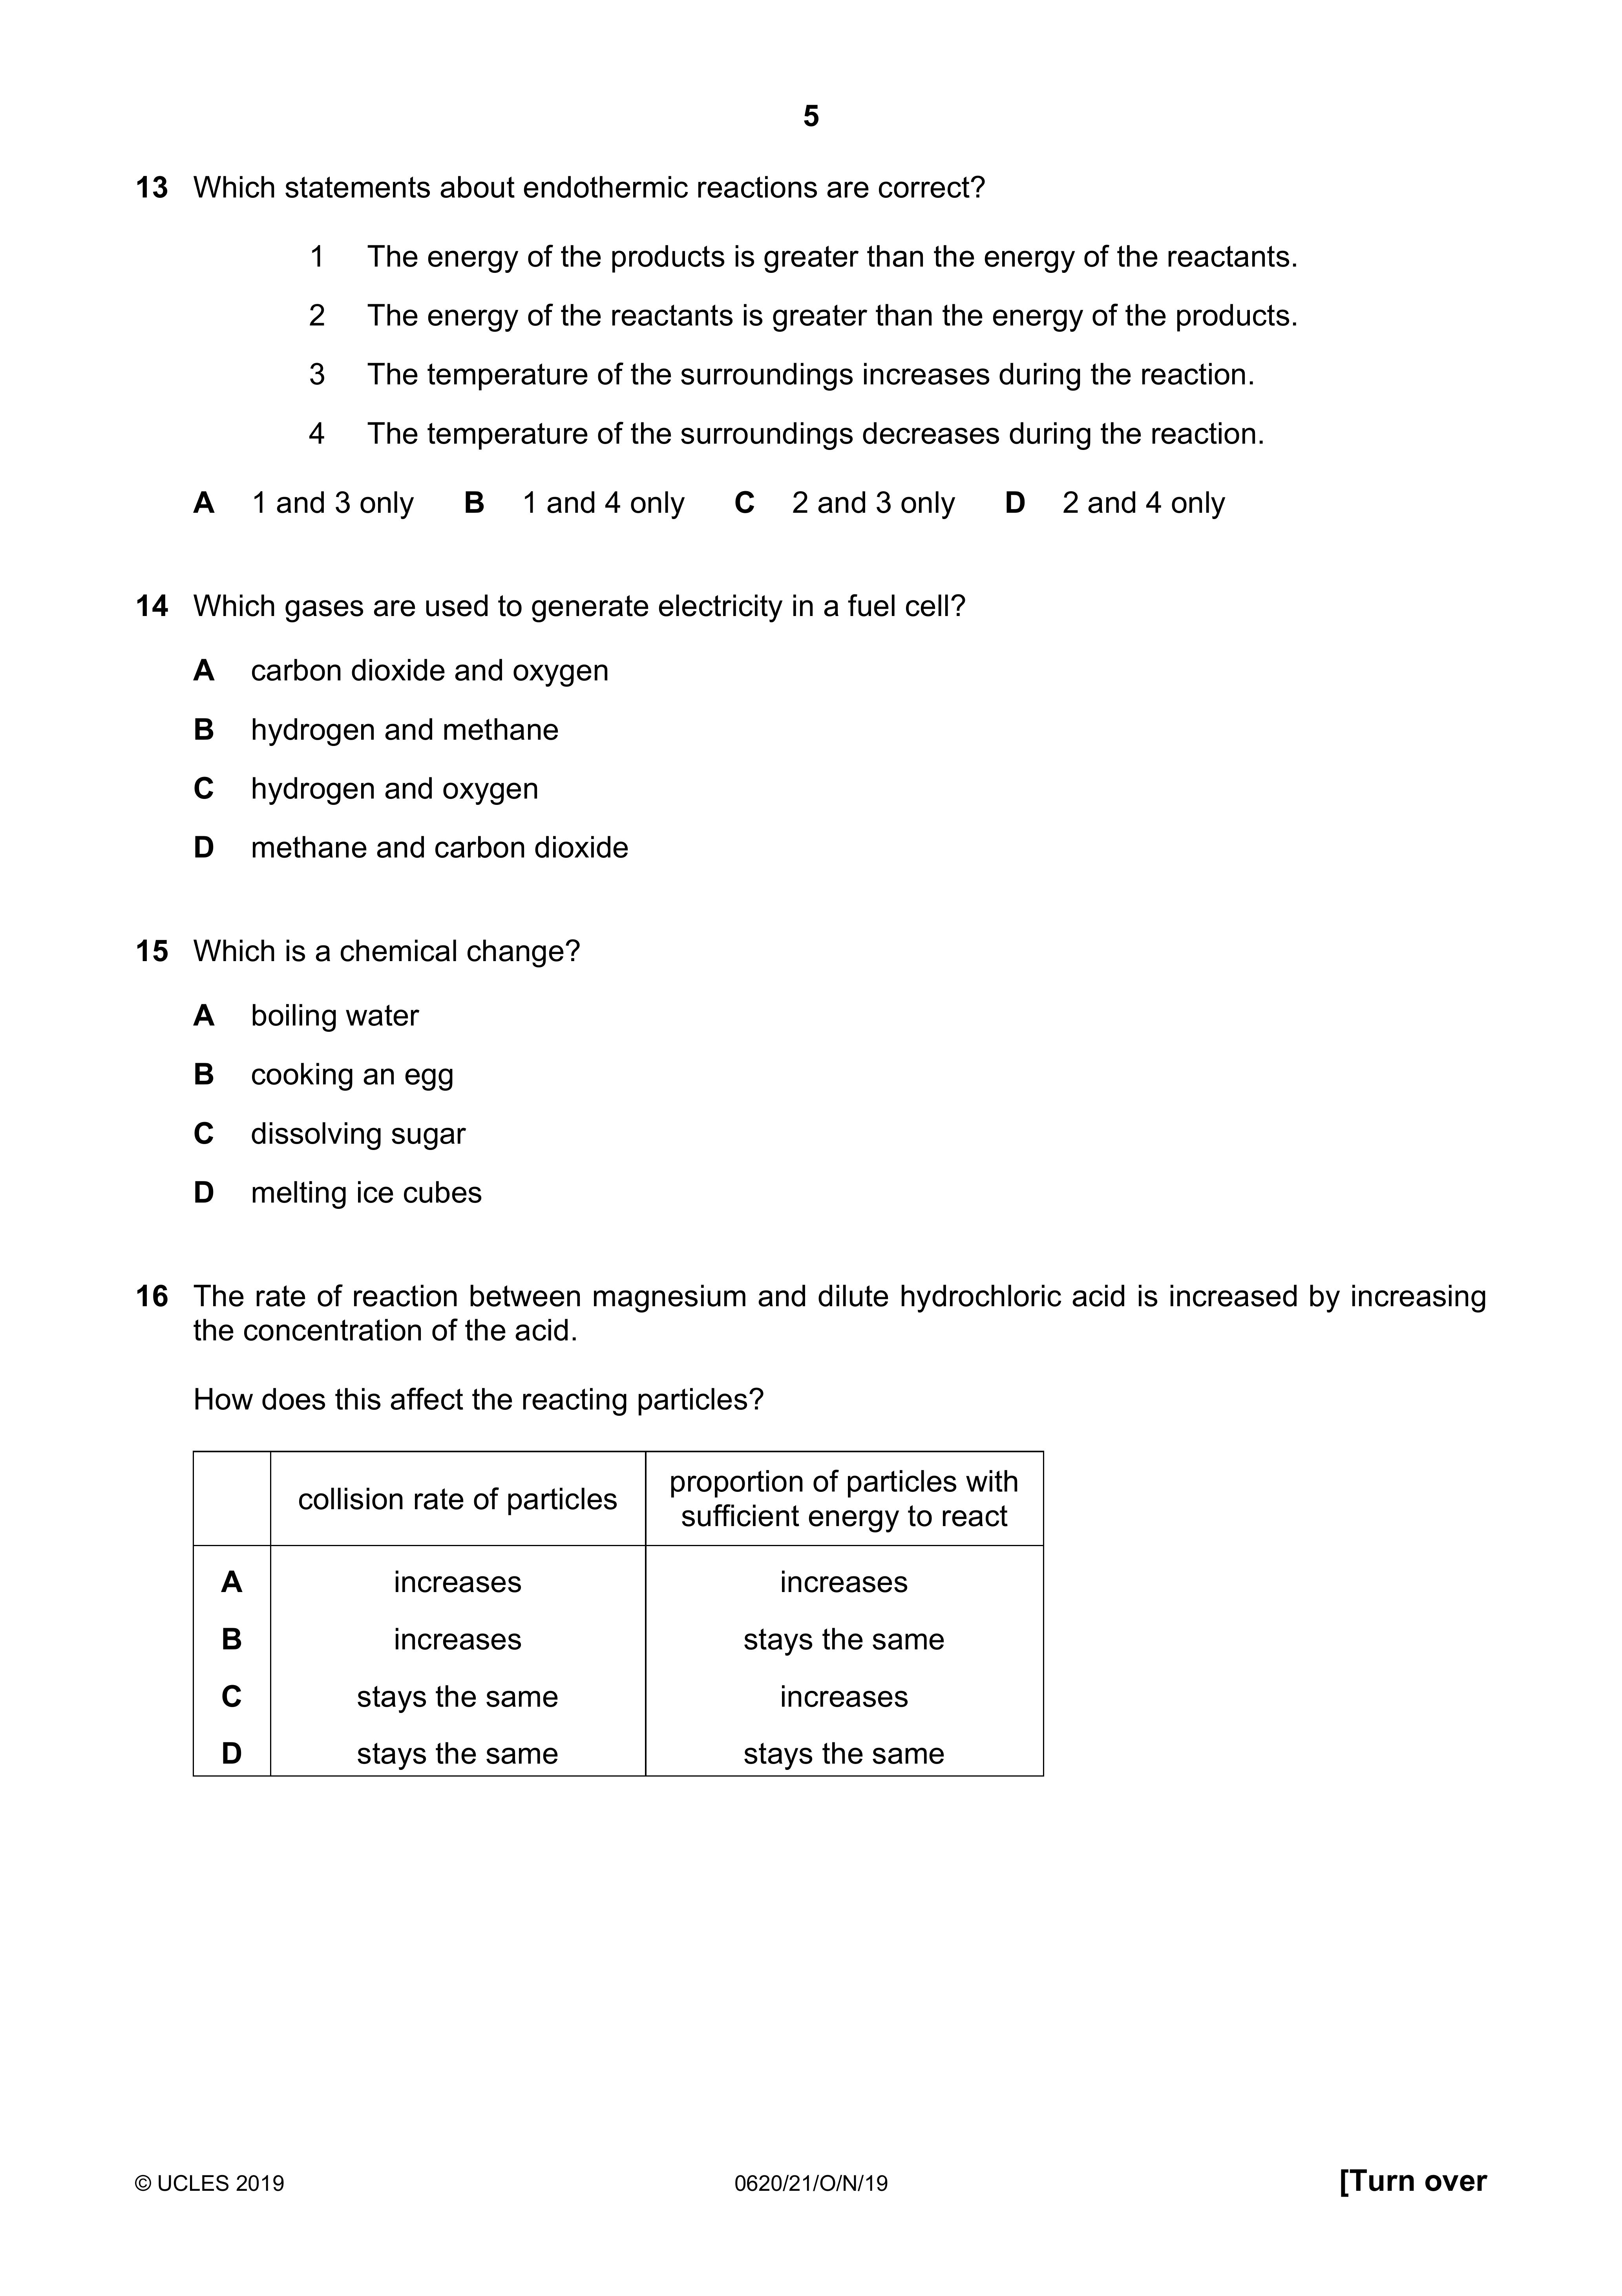 5
13 Which statements about endothermic reactions are correct?
1 The energy of the products is greater than the energy of the reactants.
2 The energy of the reactants is greater than the energy of the products.
3 The temperature of the surroundings increases during the reaction.
4 The temperature of the surroundings decreases during the reaction.
A 1 and 3 only B 1 and 4 only C 2 and 3 only D 2 and 4 only
14 Which gases are used to generate electricity in a fuel cell?
A carbon dioxide and oxygen
B hydrogen and methane
C hydrogen and oxygen
D methane and carbon dioxide
15 Which is a chemical change?
A boiling water
B cooking an egg
C dissolving sugar
D melting ice cubes
16 The rate of reaction between magnesium and dilute hydrochloric acid is increased by increasing
the concentration of the acid.
How does this affect the reacting particles?
collision rate of particles
proportion of particles with
sufficient energy to react
A increases increases
B increases stays the same
C stays the same increases
D stays the same stays the same
© UCLES 2019 0620/21/O/N/19 [Turn over